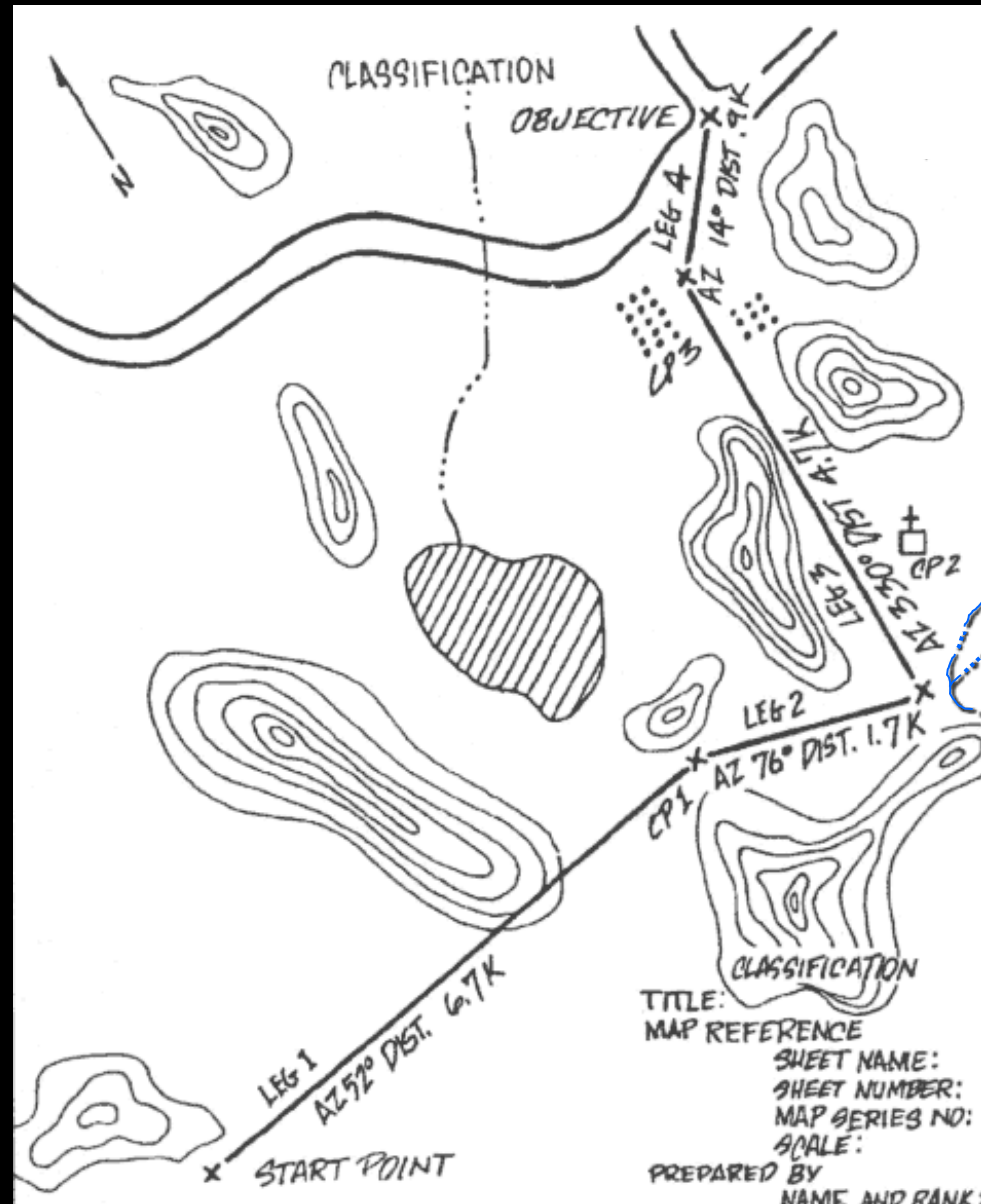 CLASSIFICATION
OBJECTIVE
N
LEG 4
AZ 14° DIST .9K
CP3
LEG 3
AZ 330° DIST 4.7K
CP2
LEG 2
AZ 76° DIST. 1.7K
CP1
LEG 1
AZ 52° DIST. 6.7K
START POINT
CLASSIFICATION
TITLE:
MAP REFERENCE
SHEET NAME:
SHEET NUMBER:
MAP SERIES NO:
SCALE:
PREPARED BY
NAME AND RANK: